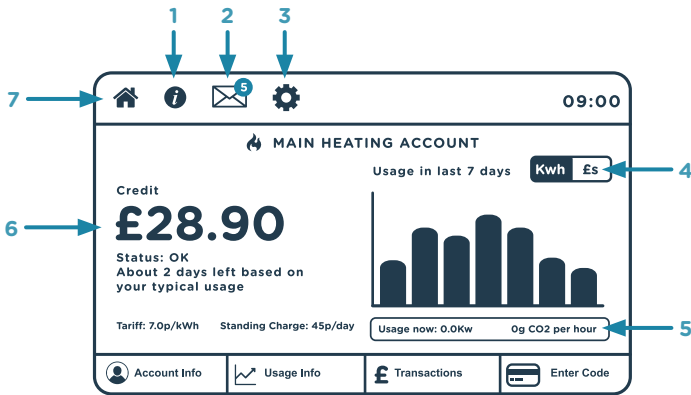 1
2
3
7
i
5
09:00
MAIN HEATING ACCOUNT
Usage in last 7 days
Kwh £s
4
Credit
6
£28.90
Status: OK
About 2 days left based on
your typical usage
Tariff: 7.0p/kWh Standing Charge: 45p/day
Usage now: 0.0Kw 0g CO2 per hour
5
Account Info
Usage Info
£ Transactions
Enter Code